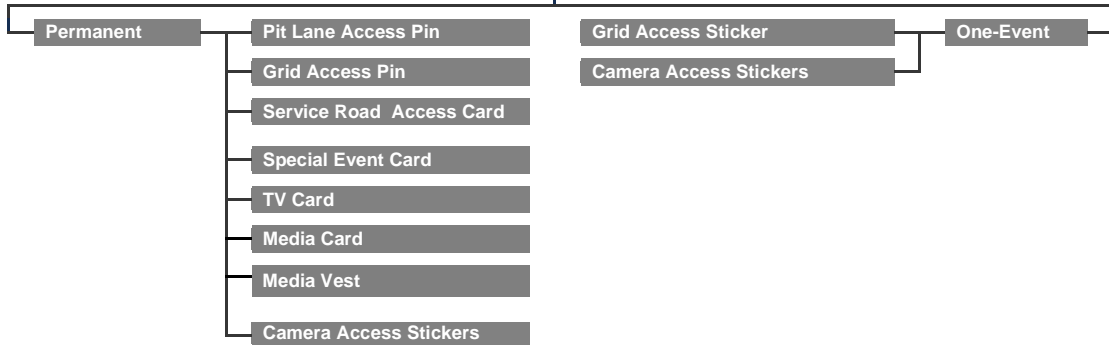 Permanent
Pit Lane Access Pin
Grid Access Pin
Service Road Access Card
Special Event Card
TV Card
Media Card
Media Vest
Camera Access Stickers
Grid Access Sticker
Camera Access Stickers
One-Event